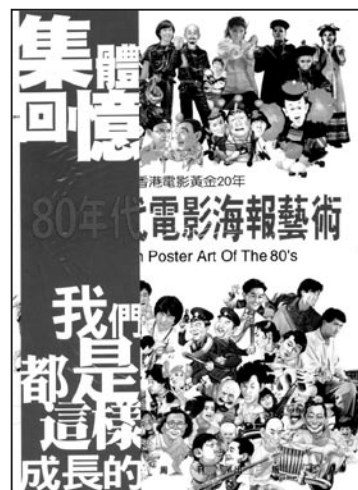 集體
回憶
香港電影黃金20年
80年代電影海報藝術
Poster Art Of The 80's
我們
都是
這樣
成長的